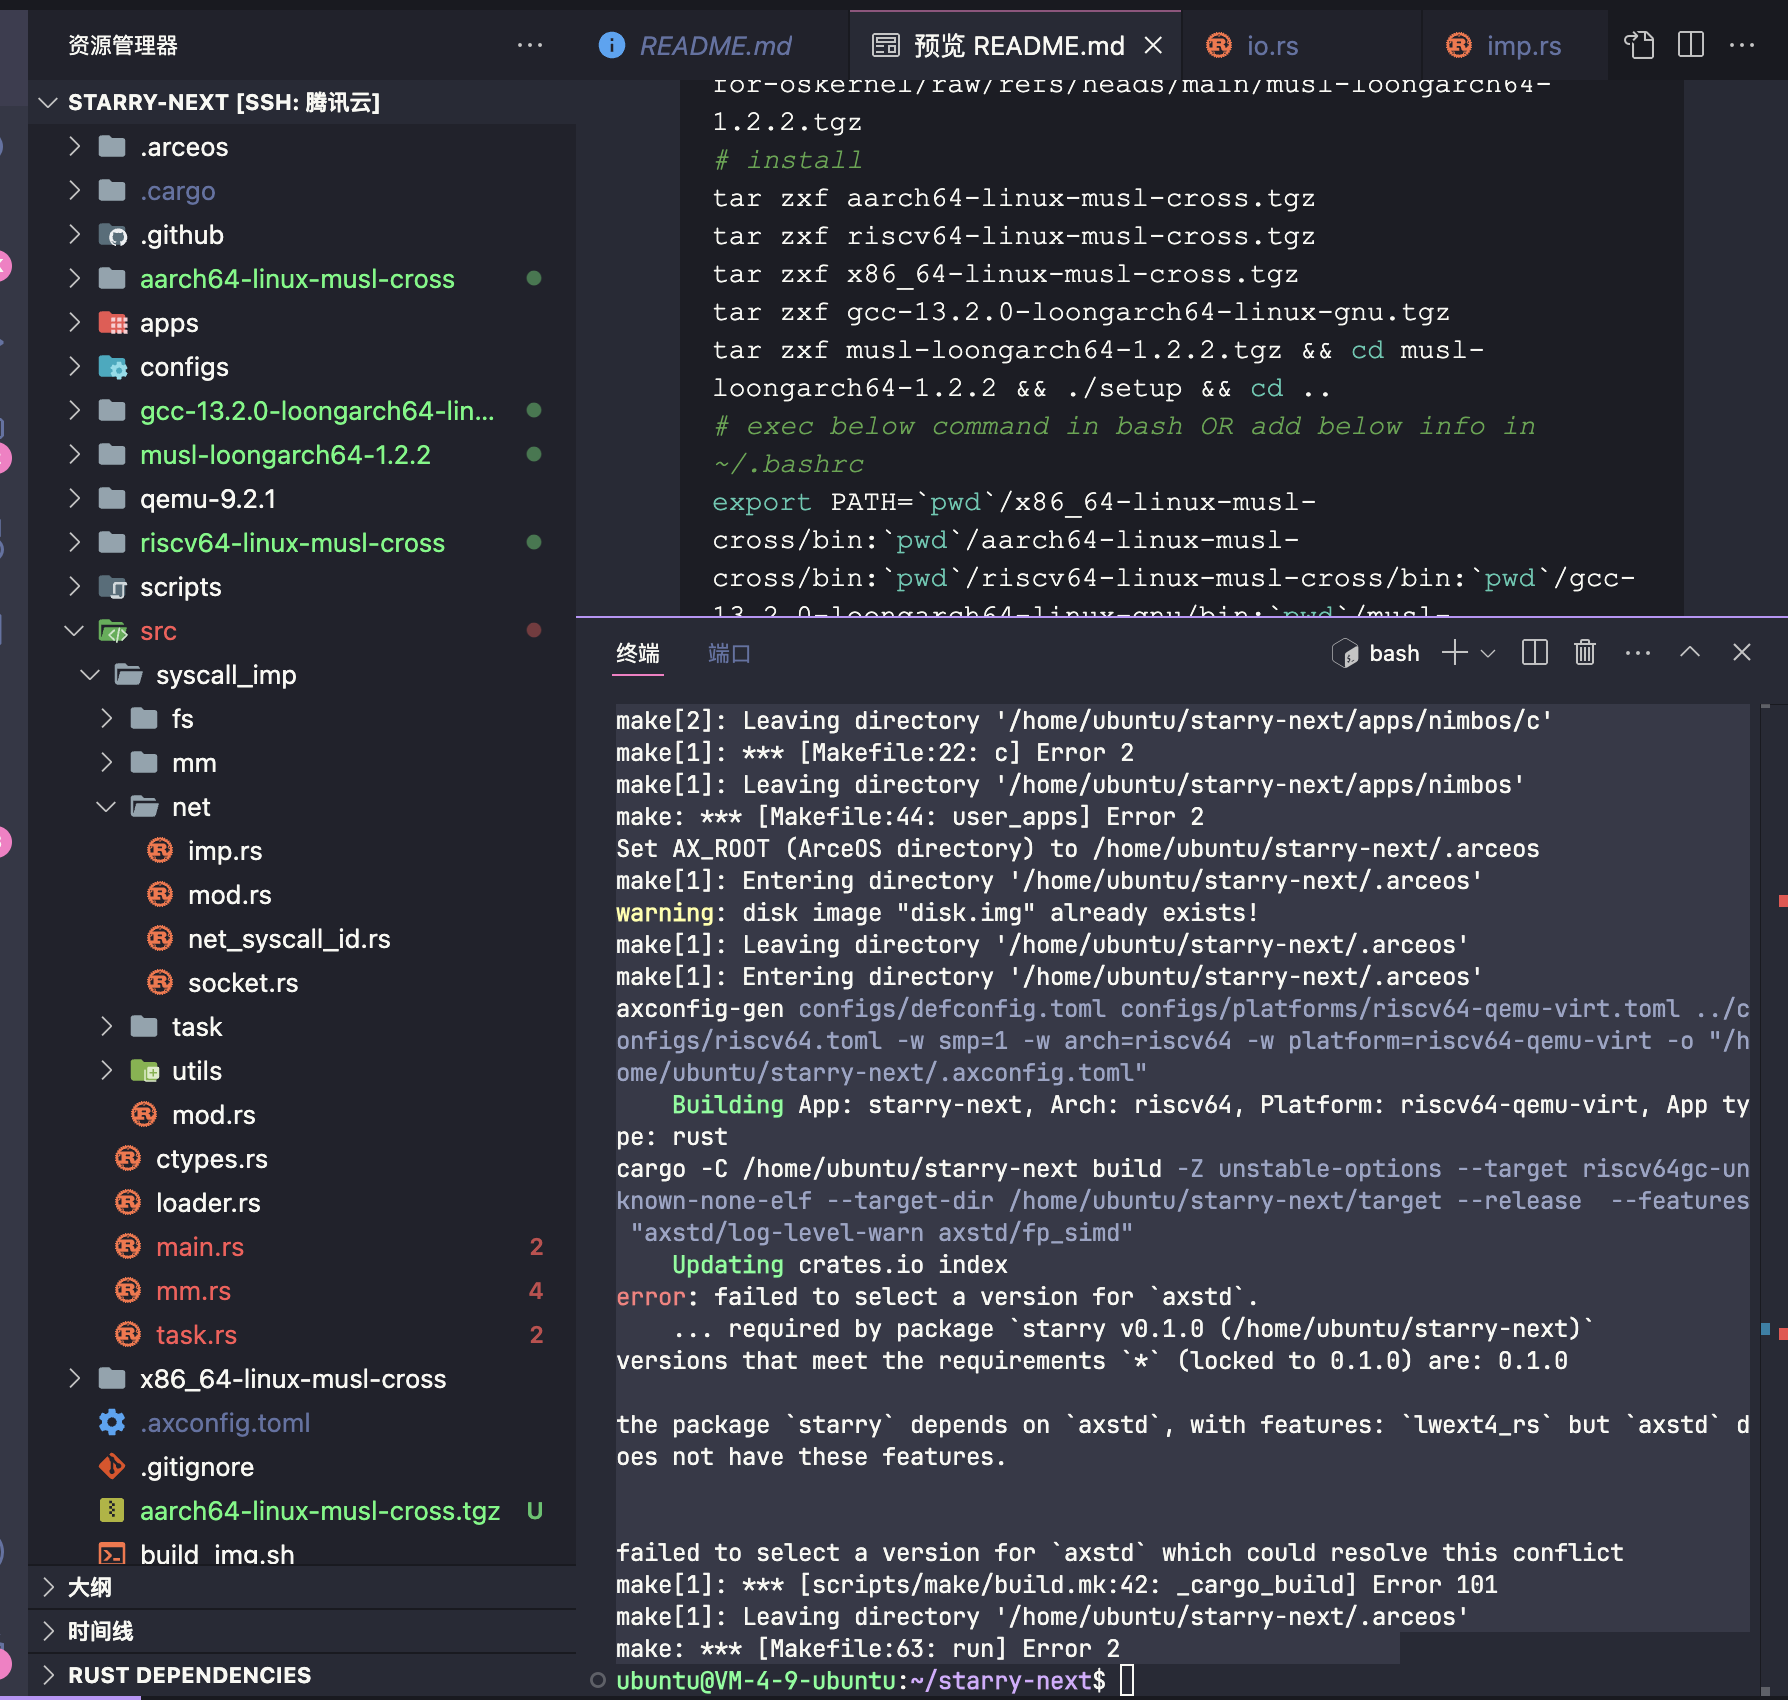 资源管理器
STARRY-NEXT [SSH: 腾讯云]
.arceos
.cargo
.github
aarch64-linux-musl-cross
apps
configs
gcc-13.2.0-loongarch64-lin...
musl-loongarch64-1.2.2
qemu-9.2.1
riscv64-linux-musl-cross
scripts
src
syscall_imp
fs
mm
net
imp.rs
mod.rs
net_syscall_id.rs
socket.rs
task
utils
mod.rs
ctypes.rs
loader.rs
main.rs 2
mm.rs 4
task.rs 2
x86_64-linux-musl-cross
.axconfig.toml
.gitignore
aarch64-linux-musl-cross.tgz U
build_img.sh
大纲
时间线
RUST DEPENDENCIES
README.md
预览 README.md
io.rs
imp.rs
for-oskernel/raw/refs/heads/main/musl-loongarch64-
1.2.2.tgz
# install
tar zxf aarch64-linux-musl-cross.tgz
tar zxf riscv64-linux-musl-cross.tgz
tar zxf x86_64-linux-musl-cross.tgz
tar zxf gcc-13.2.0-loongarch64-linux-gnu.tgz
tar zxf musl-loongarch64-1.2.2.tgz && cd musl-
loongarch64-1.2.2 && ./setup && cd ..
# exec below command in bash OR add below info in
~/.bashrc
export PATH=`pwd`/x86_64-linux-musl-
cross/bin:`pwd`/aarch64-linux-musl-
cross/bin:`pwd`/riscv64-linux-musl-cross/bin:`pwd`/gcc-
13.2.0-loongarch64-linux-gnu/bin:`pwd`/musl-
终端
端口
bash
make[2]: Leaving directory '/home/ubuntu/starry-next/apps/nimbos/c'
make[1]: *** [Makefile:22: c] Error 2
make[1]: Leaving directory '/home/ubuntu/starry-next/apps/nimbos'
make: *** [Makefile:44: user_apps] Error 2
Set AX_ROOT (ArceOS directory) to /home/ubuntu/starry-next/.arceos
make[1]: Entering directory '/home/ubuntu/starry-next/.arceos'
warning: disk image "disk.img" already exists!
make[1]: Leaving directory '/home/ubuntu/starry-next/.arceos'
make[1]: Entering directory '/home/ubuntu/starry-next/.arceos'
axconfig-gen configs/defconfig.toml configs/platforms/riscv64-qemu-virt.toml ../c
onfigs/riscv64.toml -w smp=1 -w arch=riscv64 -w platform=riscv64-qemu-virt -o "/h
ome/ubuntu/starry-next/.axconfig.toml"
Building App: starry-next, Arch: riscv64, Platform: riscv64-qemu-virt, App ty
pe: rust
cargo -C /home/ubuntu/starry-next build -Z unstable-options --target riscv64gc-un
known-none-elf --target-dir /home/ubuntu/starry-next/target --release  --features
"axstd/log-level-warn axstd/fp_simd"
Updating crates.io index
error: failed to select a version for `axstd`.
... required by package `starry v0.1.0 (/home/ubuntu/starry-next)`
versions that meet the requirements `*` (locked to 0.1.0) are: 0.1.0
the package `starry` depends on `axstd`, with features: `lwext4_rs` but `axstd` d
oes not have these features.
failed to select a version for `axstd` which could resolve this conflict
make[1]: *** [scripts/make/build.mk:42: _cargo_build] Error 101
make[1]: Leaving directory '/home/ubuntu/starry-next/.arceos'
make: *** [Makefile:63: run] Error 2
ubuntu@VM-4-9-ubuntu:~/starry-next$